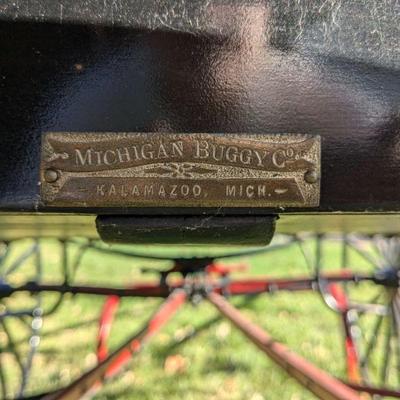 MICHIGAN BUGGY Co.
- KALAMAZOO, MICH. -